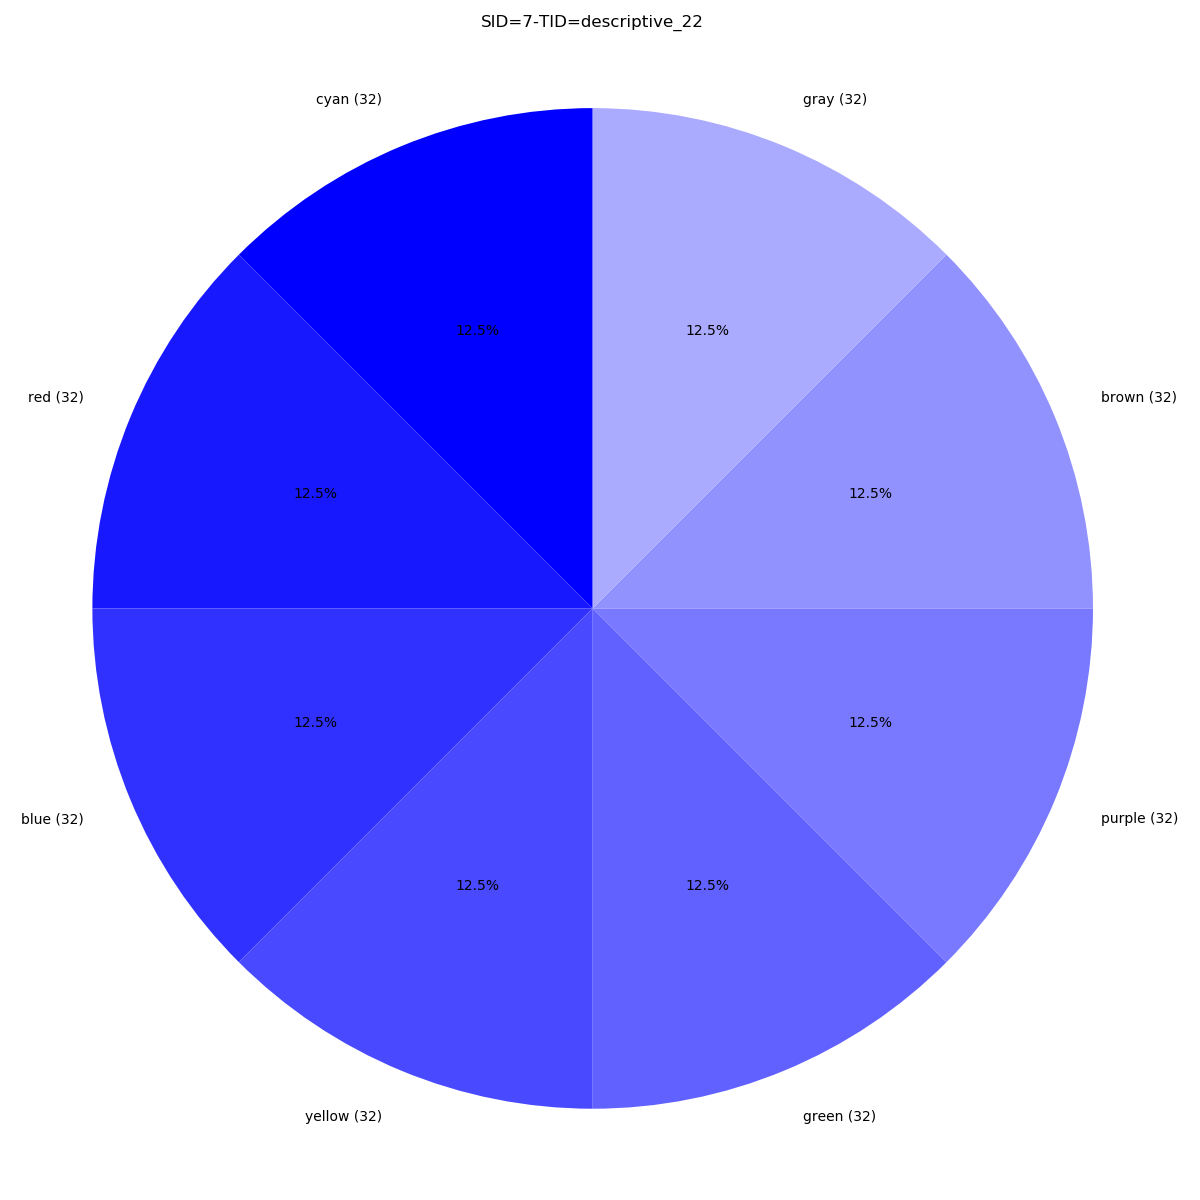 SID=7-TID=descriptive_22
cyan (32)
gray (32)
12.5%
12.5%
red (32)
brown (32)
12.5%
12.5%
12.5%
12.5%
blue (32)
purple (32)
12.5%
12.5%
yellow (32)
green (32)